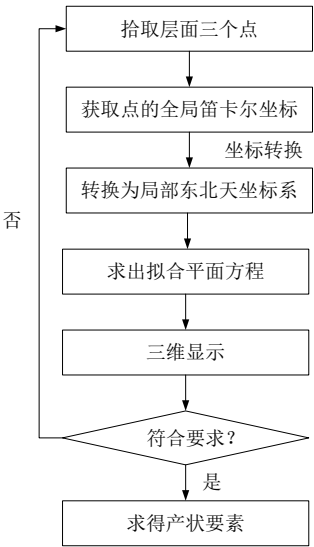 拾取层面三个点
获取点的全局笛卡尔坐标
坐标转换
转换为局部东北天坐标系
否
求出拟合平面方程
三维显示
符合要求？
是
求得产状要素